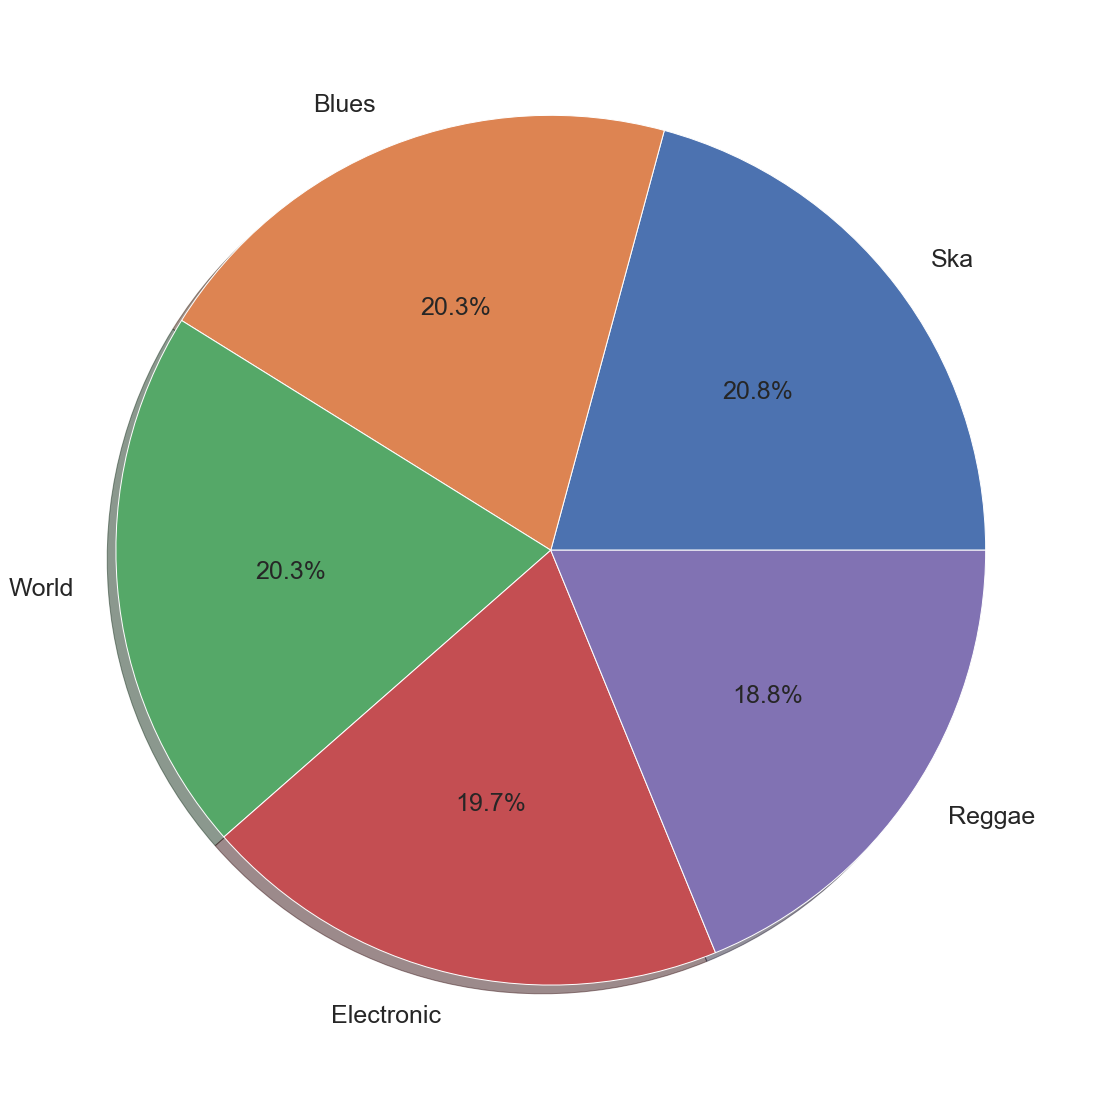 Blues
Ska
20.3%
20.8%
20.3%
World
18.8%
19.7%
Reggae
Electronic